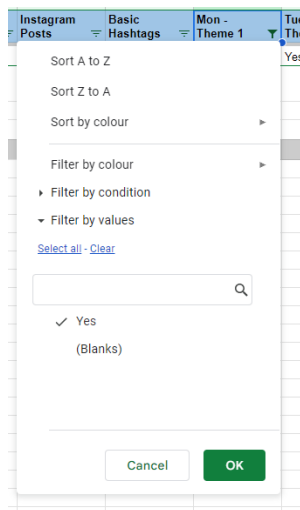 Instagram Basic Mon - Tue
Posts Hashtags Theme 1
Yes
Sort A to Z
Sort Z to A
Sort by colour
Filter by colour
Filter by condition
Filter by values
Select all - Clear
Yes
(Blanks)
Cancel OK